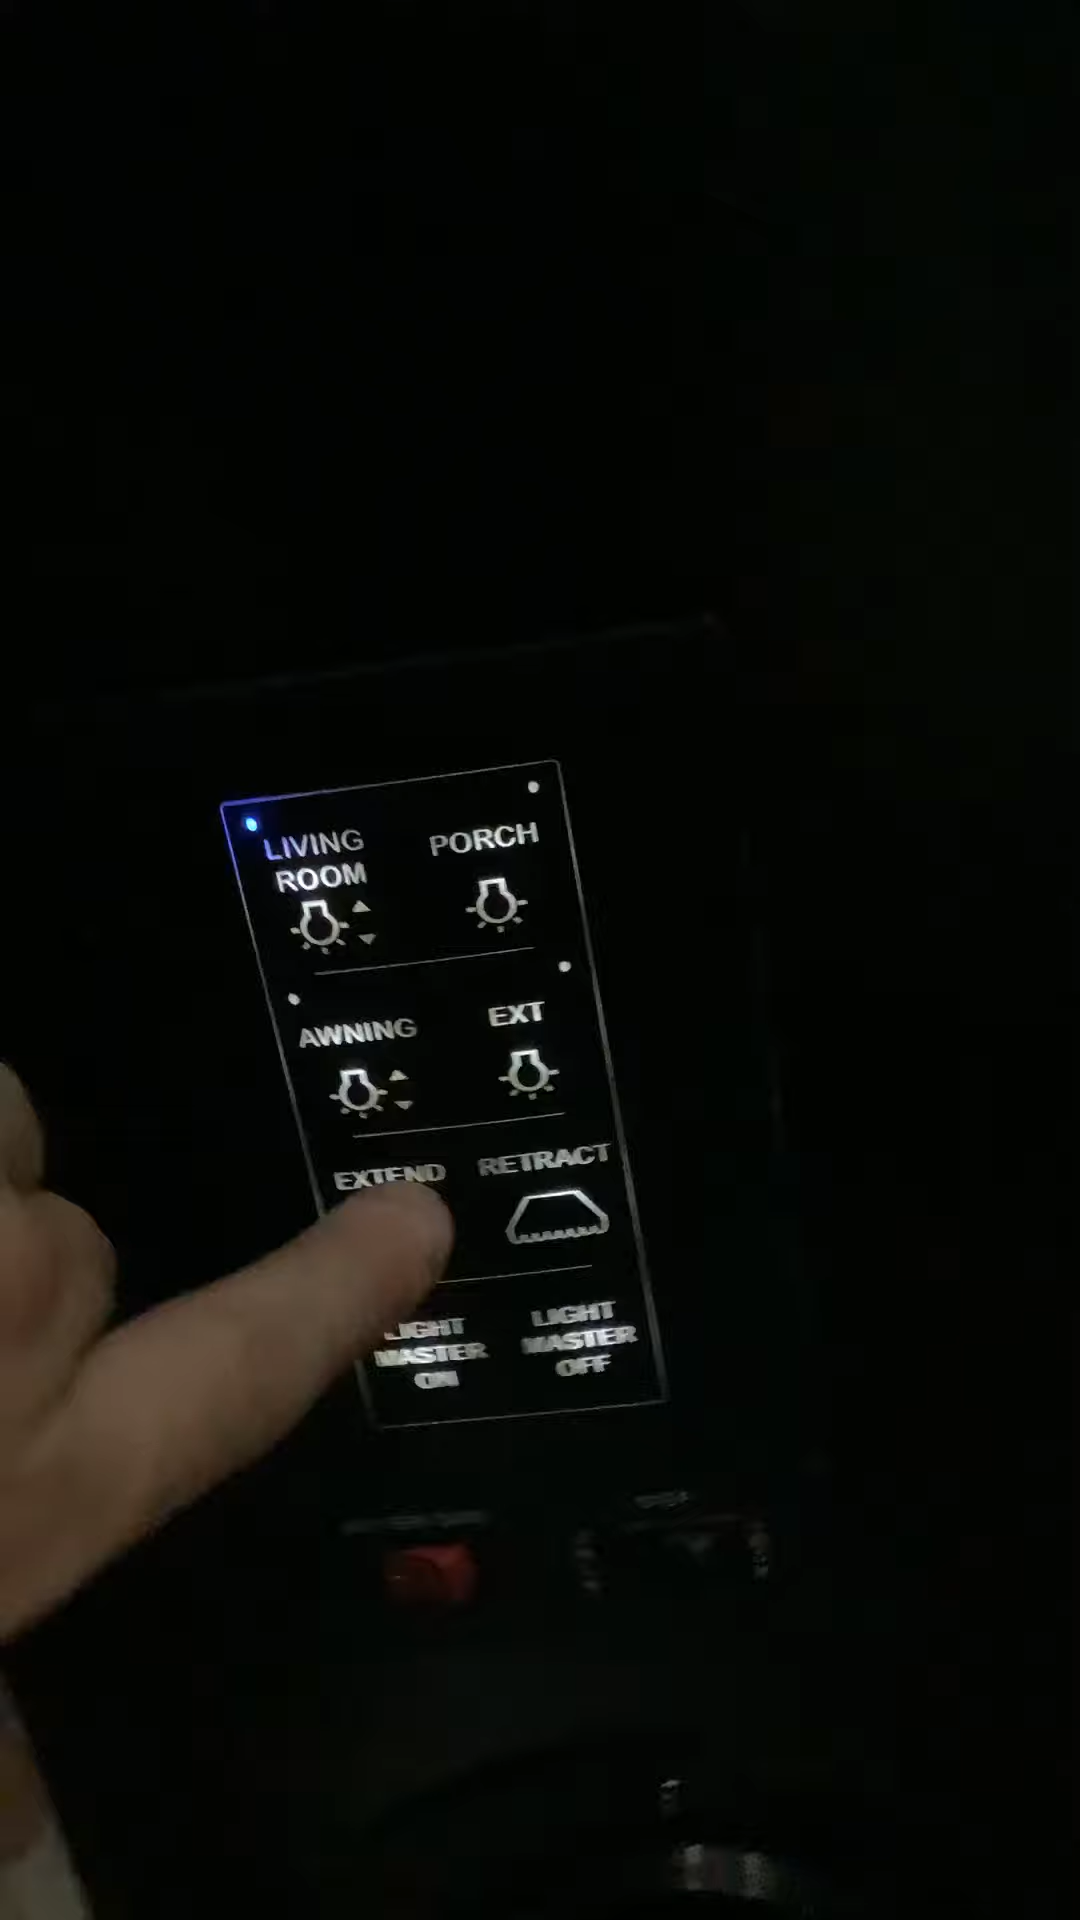 LIVING
ROOM
PORCH
AWNING
EXT
EXTEND
RETRACT
LIGHT
MASTER
ON
LIGHT
MASTER
OFF